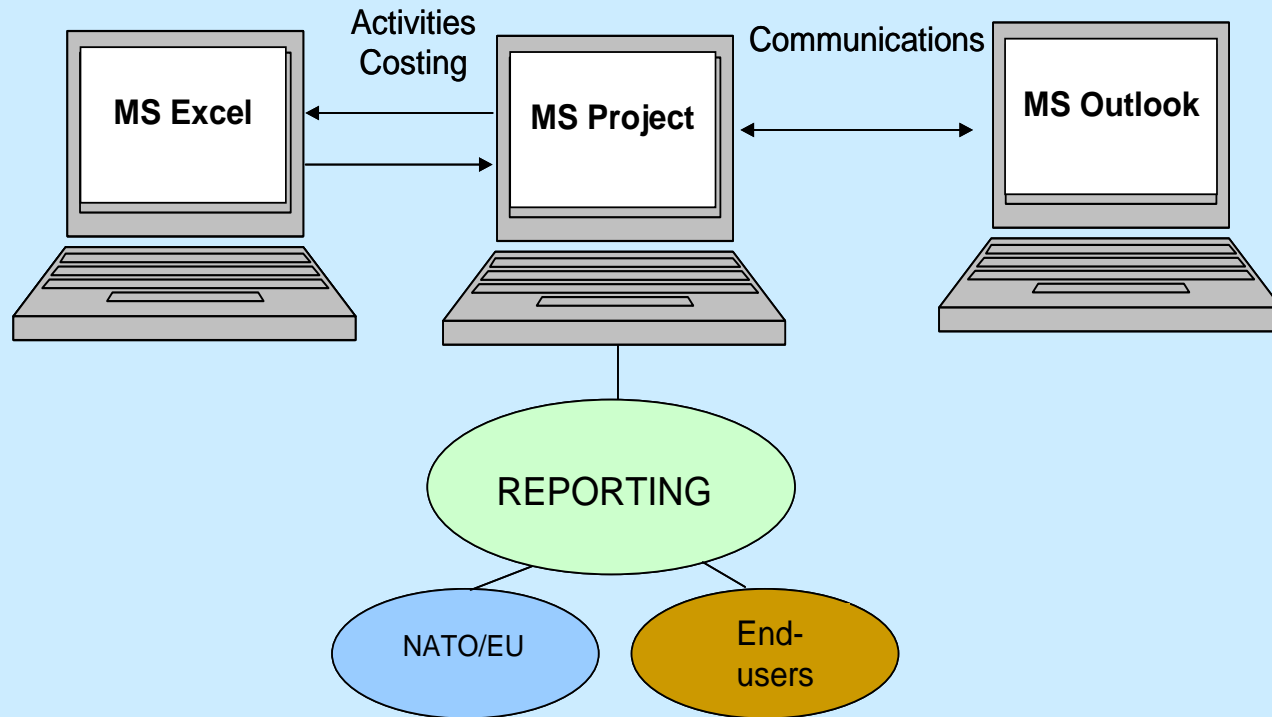 Activities
Costing
Communications
MS Excel
MS Project
MS Outlook
REPORTING
NATO/EU
End-
users